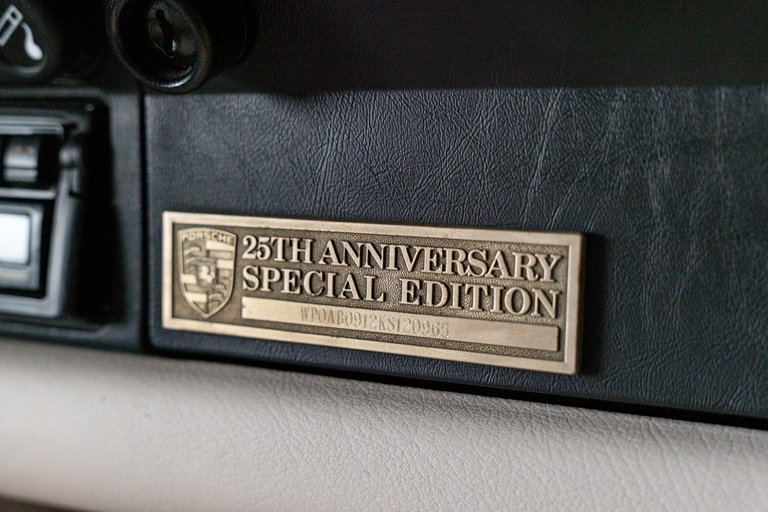 PORSCHE
25TH ANNIVERSARY
SPECIAL EDITION
WP0AB0912KS120965